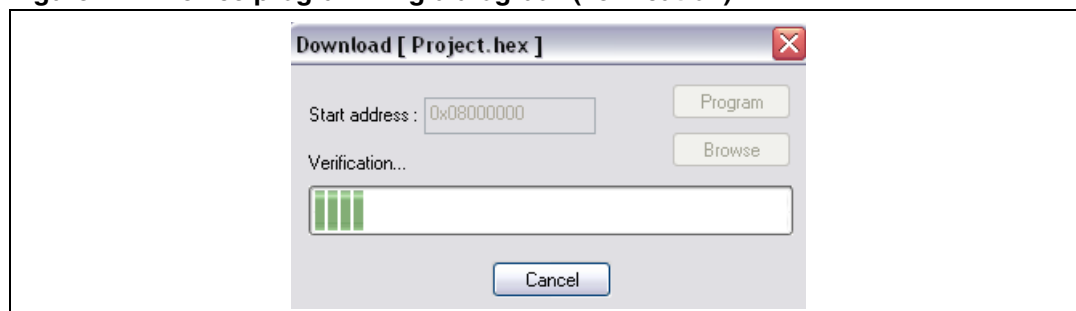 Download [ Project.hex ]
Start address : 0x08000000
Program
Verification...
Browse
Cancel